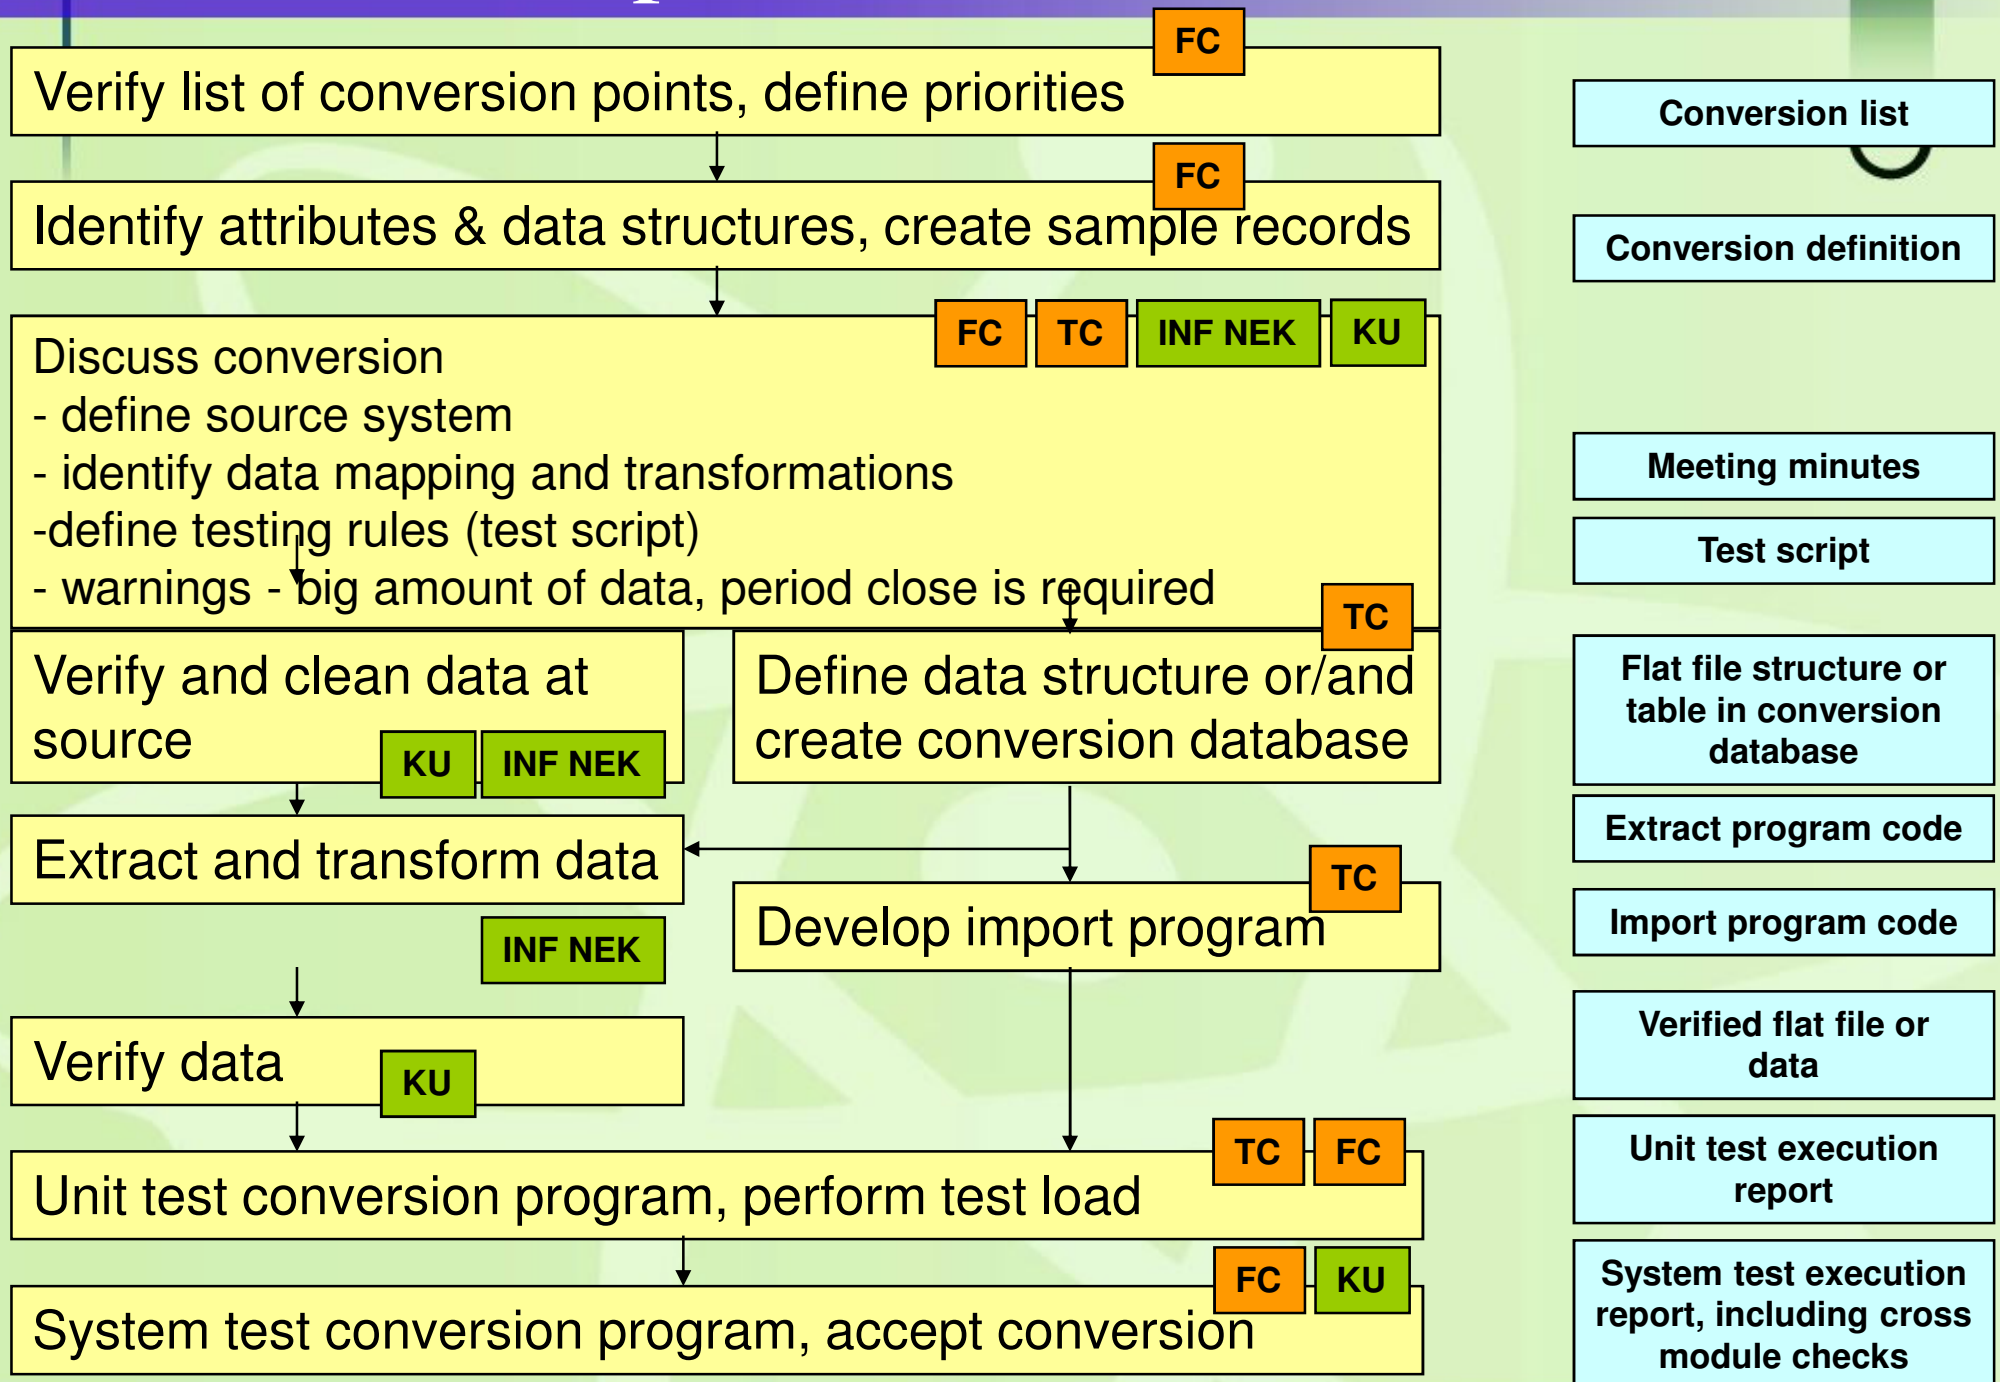 FC
Verify list of conversion points, define priorities
Conversion list
FC
Identify attributes & data structures, create sample records
Conversion definition
FC TC INF NEK KU
Discuss conversion
- define source system
- identify data mapping and transformations
-define testing rules (test script)
- warnings - big amount of data, period close is required
Meeting minutes
Test script
TC
Verify and clean data at
source
KU INF NEK
Define data structure or/and
create conversion database
Flat file structure or
table in conversion
database
Extract and transform data
INF NEK
Extract program code
TC
Develop import program
Import program code
Verify data
KU
Verified flat file or
data
TC FC
Unit test conversion program, perform test load
Unit test execution
report
FC KU
System test conversion program, accept conversion
System test execution
report, including cross
module checks